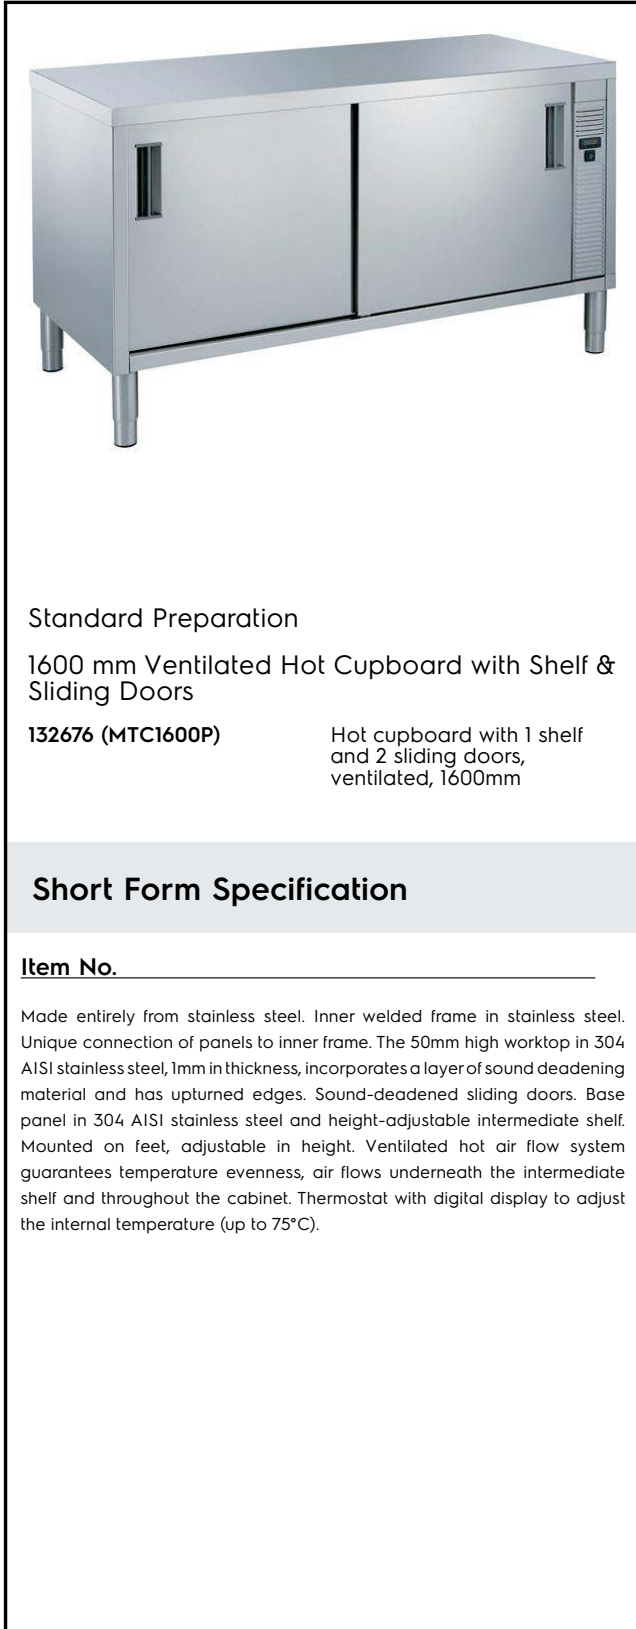 Standard Preparation
1600 mm Ventilated Hot Cupboard with Shelf &
Sliding Doors
132676 (MTC1600P)
Hot cupboard with 1 shelf
and 2 sliding doors,
ventilated, 1600mm
Short Form Specification
Item No.
Made entirely from stainless steel. Inner welded frame in stainless steel.
Unique connection of panels to inner frame. The 50mm high worktop in 304
AISI stainless steel, 1mm in thickness, incorporates a layer of sound deadening
material and has upturned edges. Sound-deadened sliding doors. Base
panel in 304 AISI stainless steel and height-adjustable intermediate shelf.
Mounted on feet, adjustable in height. Ventilated hot air flow system
guarantees temperature evenness, air flows underneath the intermediate
shelf and throughout the cabinet. Thermostat with digital display to adjust
the internal temperature (up to 75°C).